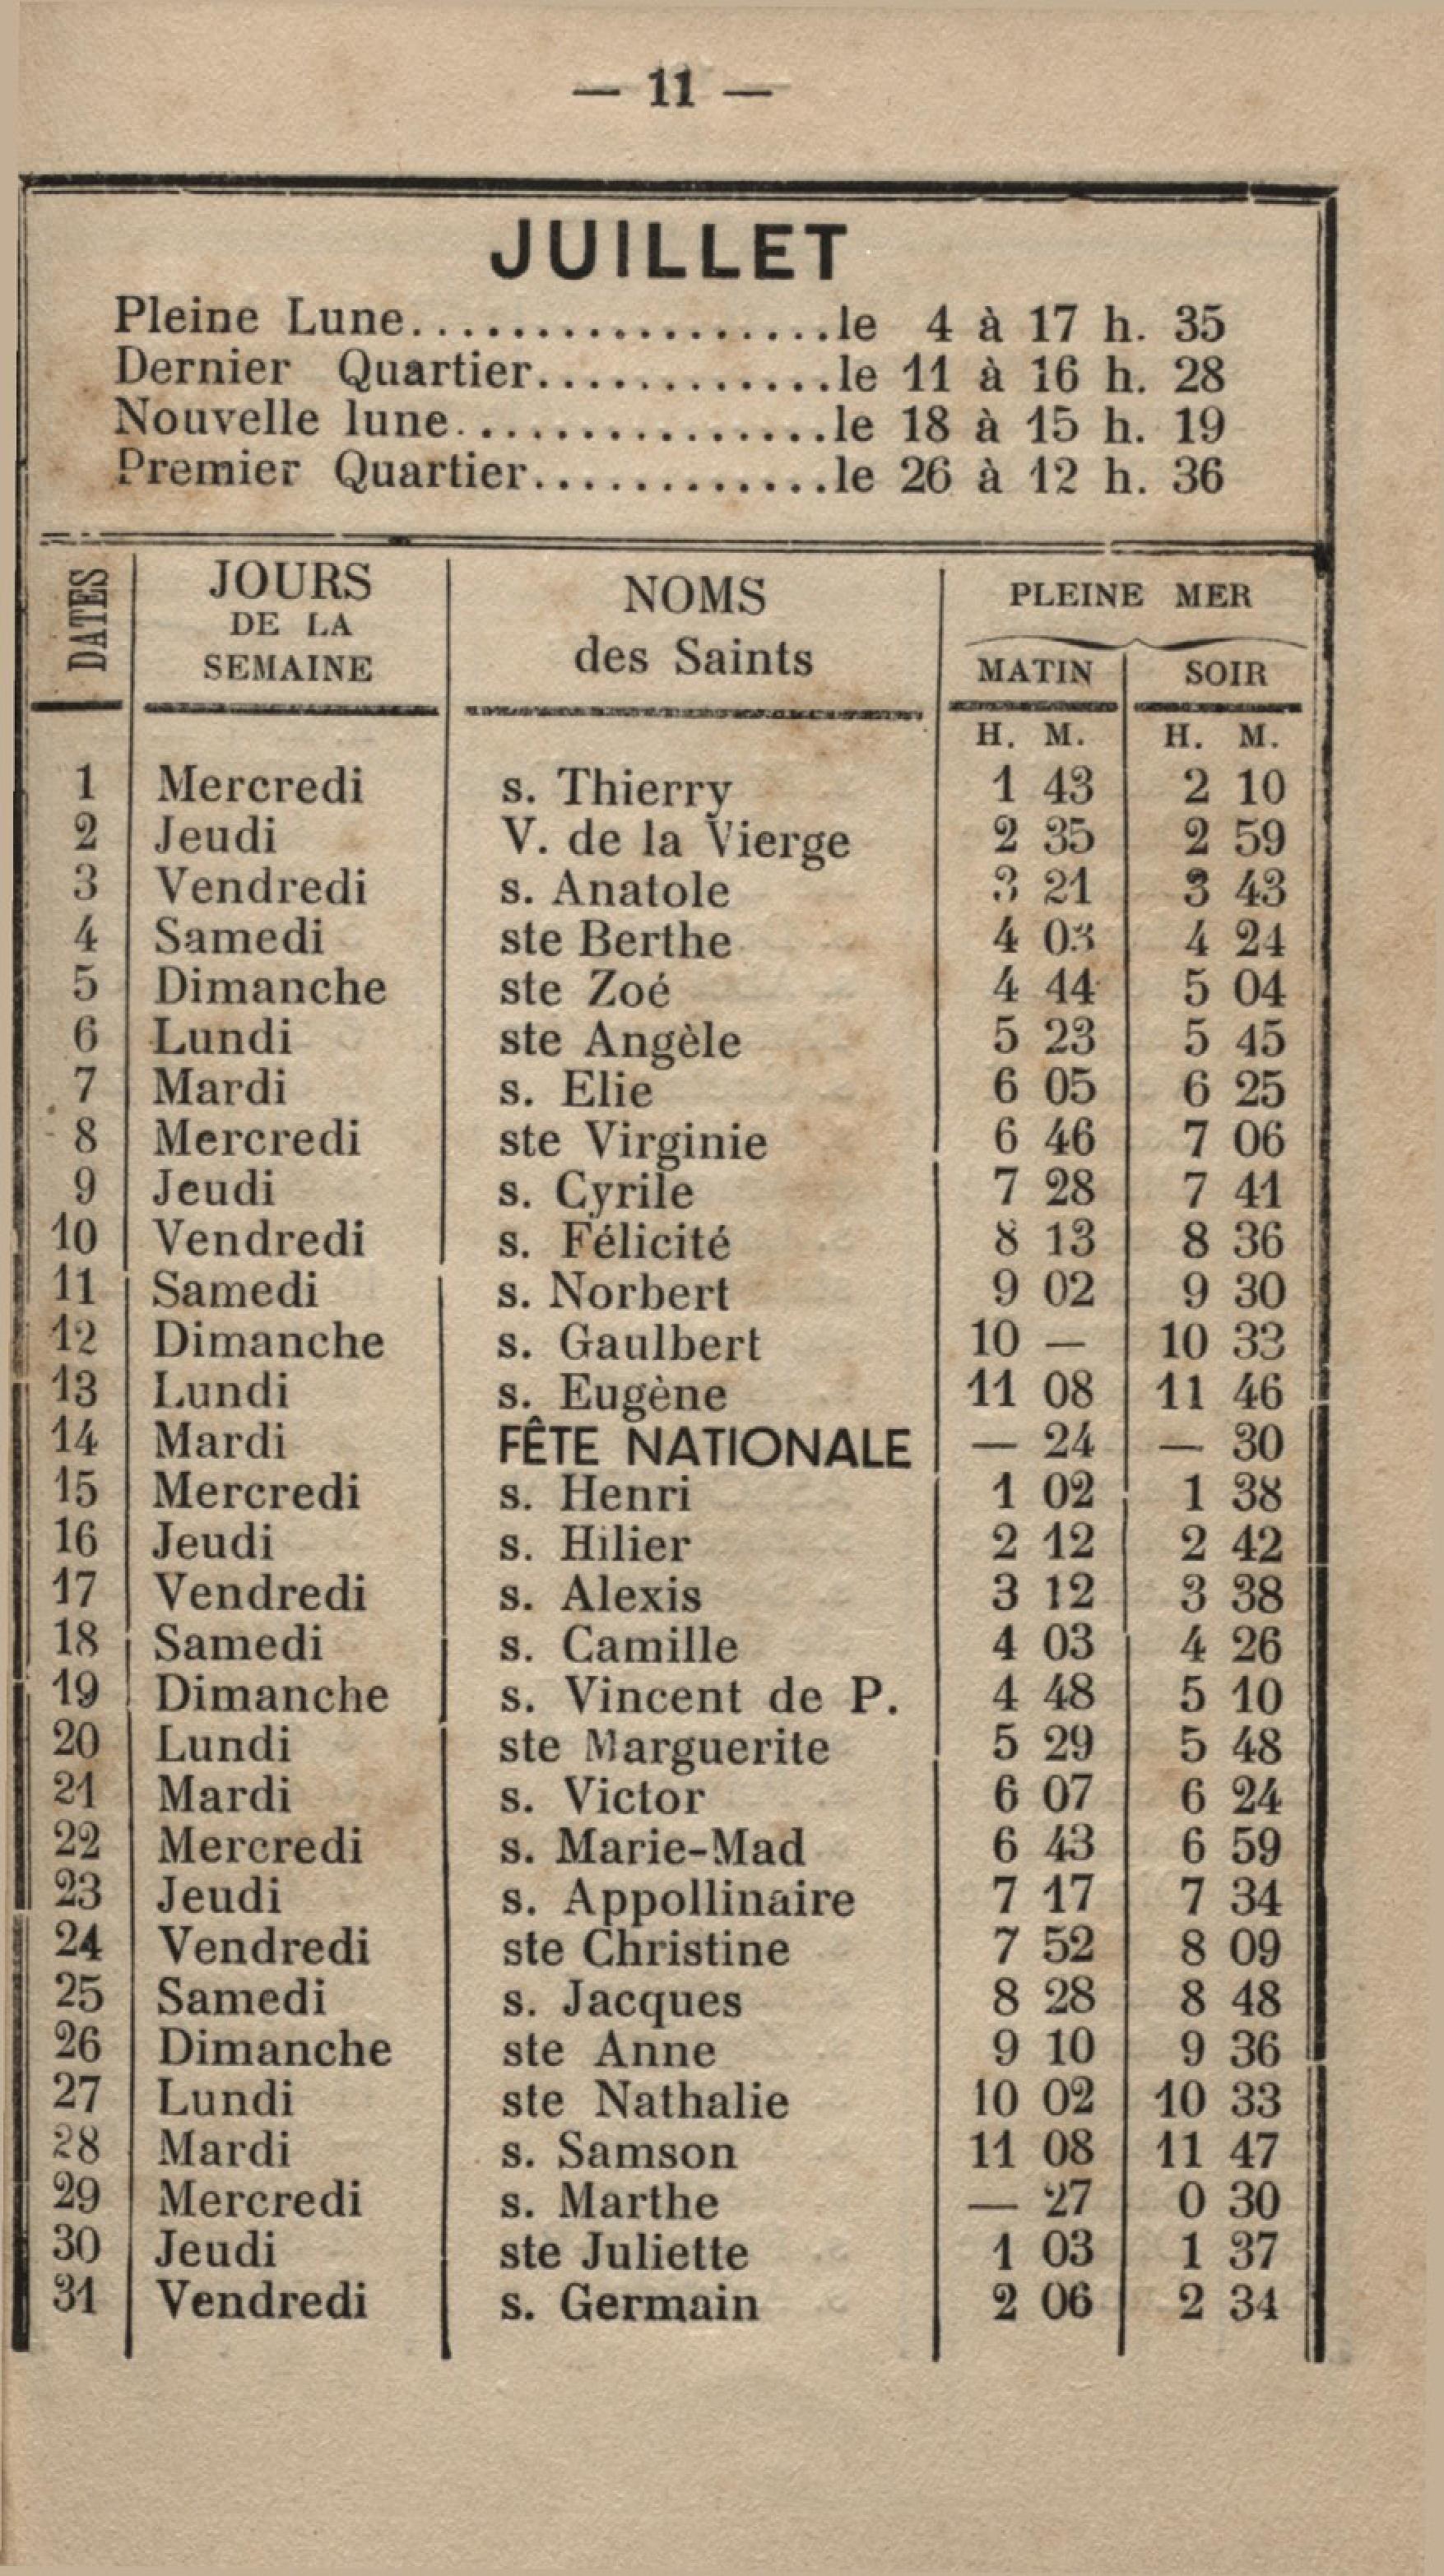 — 11 —
JUILLET
Pleine Lune.................le 4 à 17 h. 35
Dernier Quartier............le 11 à 16 h. 28
Nouvelle lune...............le 18 à 15 h. 19
Premier Quartier............le 26 à 12 h. 36
DATES
JOURS
DE LA
SEMAINE
NOMS
des Saints
PLEINE MER
MATIN SOIR
H. M. H. M.
1 Mercredi s. Thierry 1 43 2 10
2 Jeudi V. de la Vierge 2 35 2 59
3 Vendredi s. Anatole 3 21 3 43
4 Samedi ste Berthe 4 03 4 24
5 Dimanche ste Zoé 4 44 5 04
6 Lundi ste Angèle 5 23 5 45
7 Mardi s. Elie 6 05 6 25
8 Mercredi ste Virginie 6 46 7 06
9 Jeudi s. Cyrile 7 28 7 41
10 Vendredi s. Félicité 8 13 8 36
11 Samedi s. Norbert 9 02 9 30
12 Dimanche s. Gaulbert 10 — 10 33
13 Lundi s. Eugène 11 08 11 46
14 Mardi FÊTE NATIONALE — 24 — 30
15 Mercredi s. Henri 1 02 1 38
16 Jeudi s. Hilier 2 12 2 42
17 Vendredi s. Alexis 3 12 3 38
18 Samedi s. Camille 4 03 4 26
19 Dimanche s. Vincent de P. 4 48 5 10
20 Lundi ste Marguerite 5 29 5 48
21 Mardi s. Victor 6 07 6 24
22 Mercredi s. Marie-Mad 6 43 6 59
23 Jeudi s. Appollinaire 7 17 7 34
24 Vendredi ste Christine 7 52 8 09
25 Samedi s. Jacques 8 28 8 48
26 Dimanche ste Anne 9 10 9 36
27 Lundi ste Nathalie 10 02 10 33
28 Mardi s. Samson 11 08 11 47
29 Mercredi s. Marthe — 27 0 30
30 Jeudi ste Juliette 1 03 1 37
31 Vendredi s. Germain 2 06 2 34